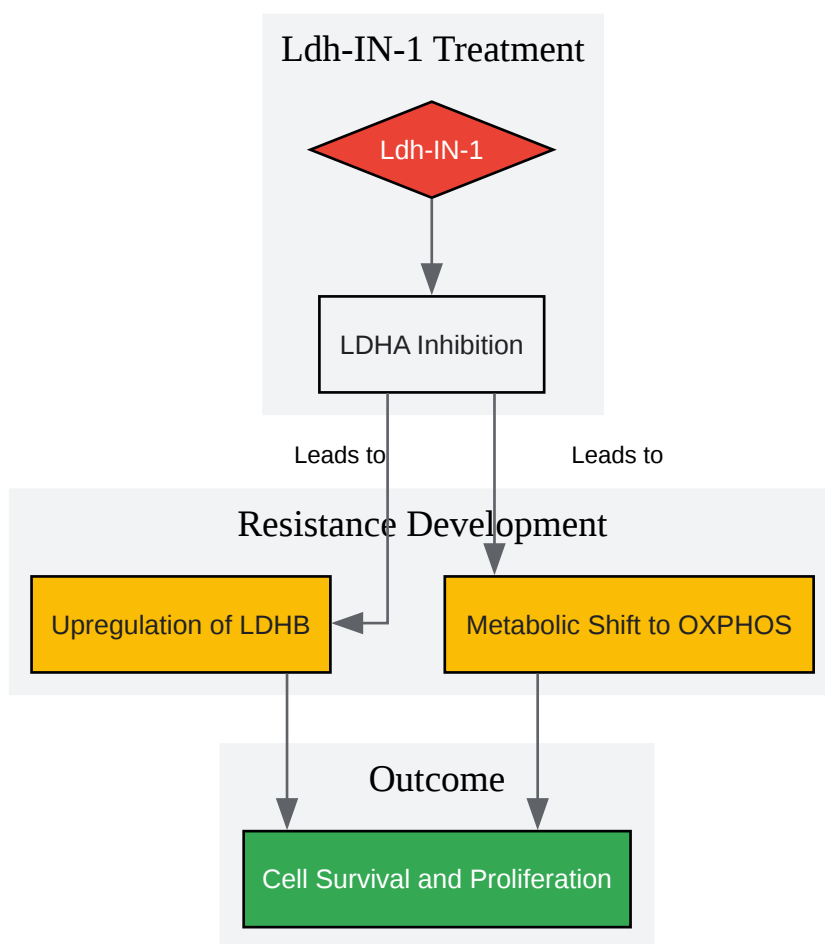 Ldh-IN-1 Treatment
Ldh-IN-1
LDHA Inhibition
Leads to
Leads to
Resistance Development
Upregulation of LDHB
Metabolic Shift to OXPHOS
Outcome
Cell Survival and Proliferation